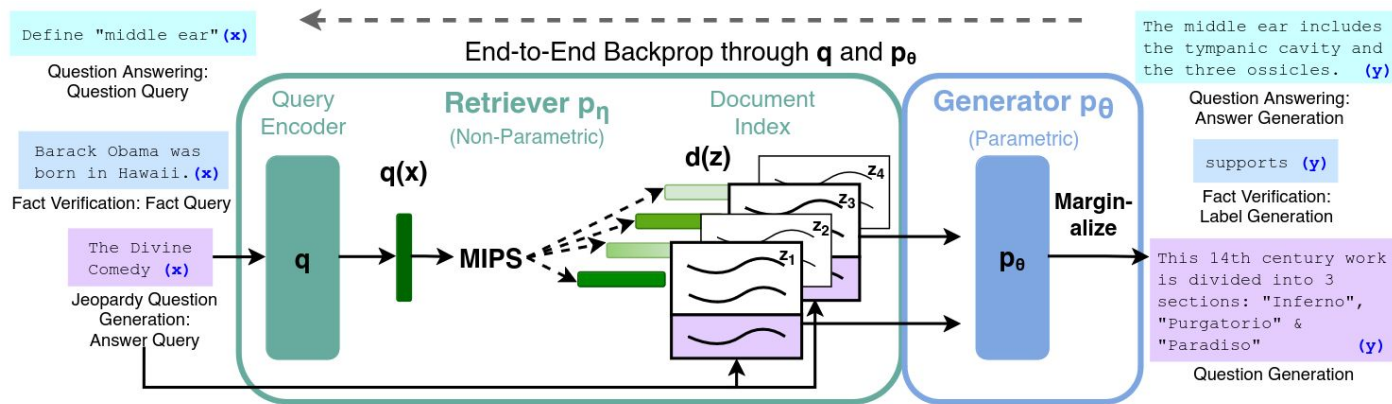 Define "middle ear" (x)
Question Answering:
Question Query
Barack Obama was
born in Hawaii. (x)
Fact Verification: Fact Query
The Divine
Comedy (x)
Jeopardy Question
Generation:
Answer Query
End-to-End Backprop through q and pθ
Query
Encoder
q
q(x)
Retriever pη
(Non-Parametric)
MIPS
Document
Index
d(z)
z4
z3
z2
z1
Generator pθ
(Parametric)
pθ
Margin-
alize
The middle ear includes
the tympanic cavity and
the three ossicles. (y)
Question Answering:
Answer Generation
supports (y)
Fact Verification:
Label Generation
This 14th century work
is divided into 3
sections: "Inferno",
"Purgatorio" &
"Paradiso" (y)
Question Generation